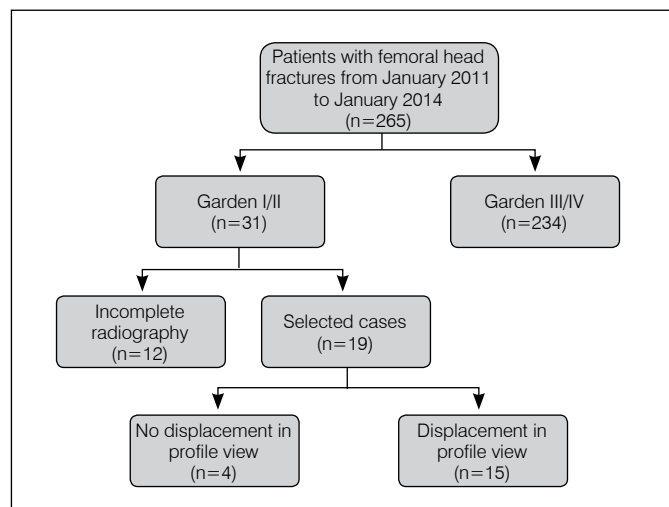 Patients with femoral head
fractures from January 2011
to January 2014
(n=265)
Garden I/II
(n=31)
Garden III/IV
(n=234)
Incomplete
radiography
(n=12)
Selected cases
(n=19)
No displacement in
profile view
(n=4)
Displacement in
profile view
(n=15)